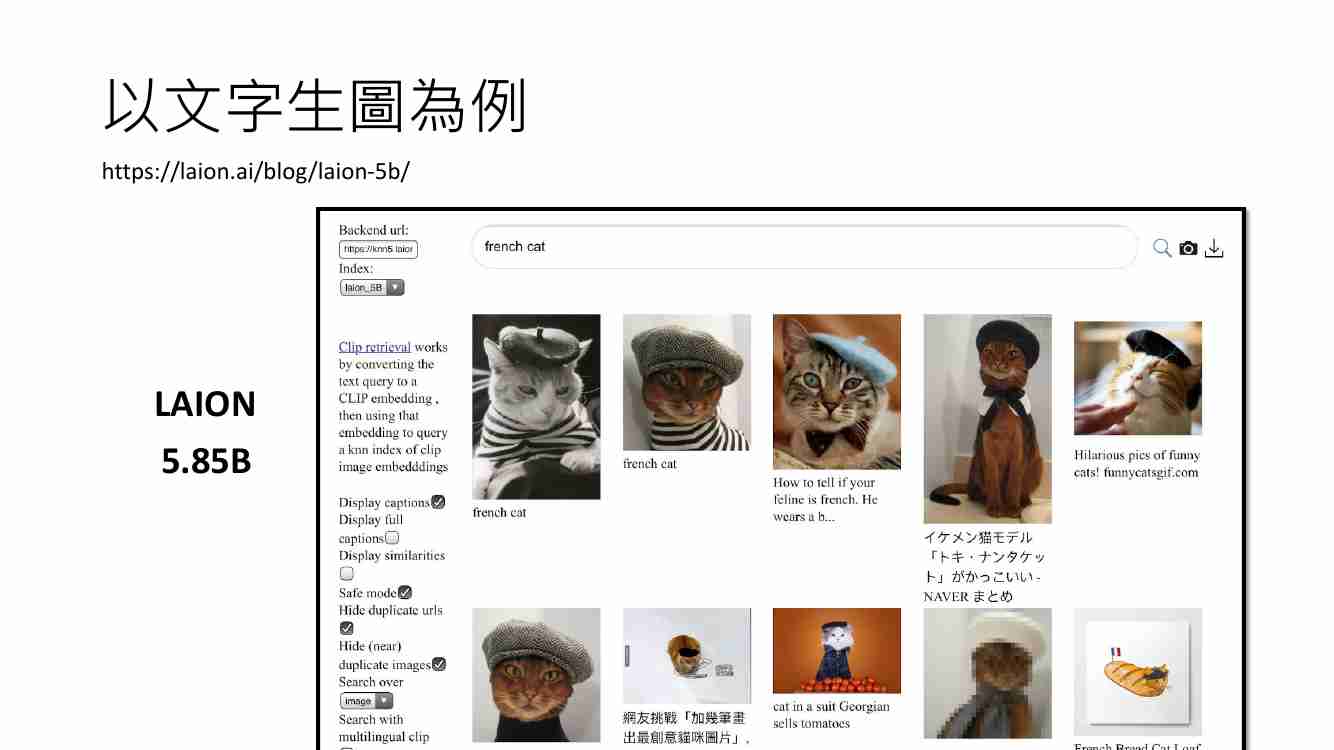 以文字生圖為例
https://laion.ai/blog/laion-5b/
LAION
5.85B
Backend url:
https://knn5.laion
Index:
laion_5B
french cat
Clip retrieval works
by converting the
text query to a
CLIP embedding ,
then using that
embedding to query
a knn index of clip
image embedddings
Display captions
Display full
captions
Display similarities
Safe mode
Hide duplicate urls
Hide (near)
duplicate images
Search over
image
Search with
multilingual clip
french cat
french cat
How to tell if your
feline is french. He
wears a b...
イケメン猫モデル
「トキ・ナンタケッ
ト」がかっこいい -
NAVER まとめ
Hilarious pics of funny
cats! funnycatsgif.com
網友挑戰「加幾筆畫
出最創意貓咪圖片」,
cat in a suit Georgian
sells tomatoes
French Bread Cat Loaf